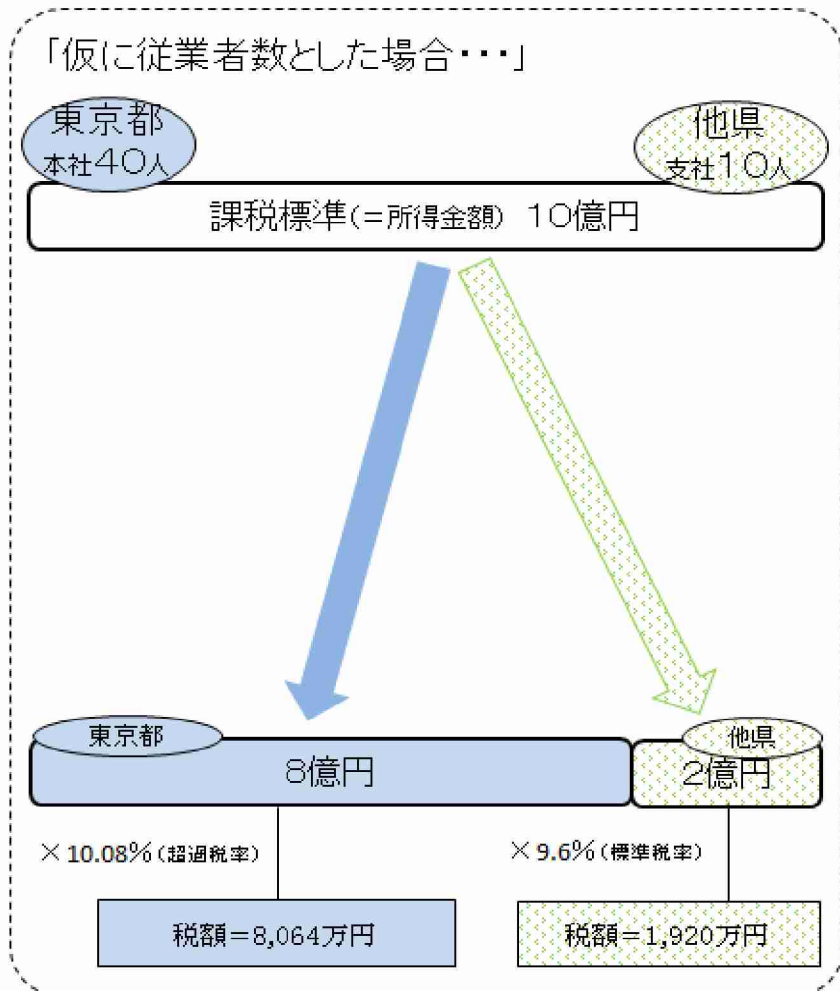 「仮に従業者数とした場合・・・」
東京都
本社40人
他県
支社10人
課税標準(=所得金額) 10億円
東京都
他県
8億円
2億円
×10.08%(超過税率)
×9.6%(標準税率)
税額=8,064万円
税額=1,920万円